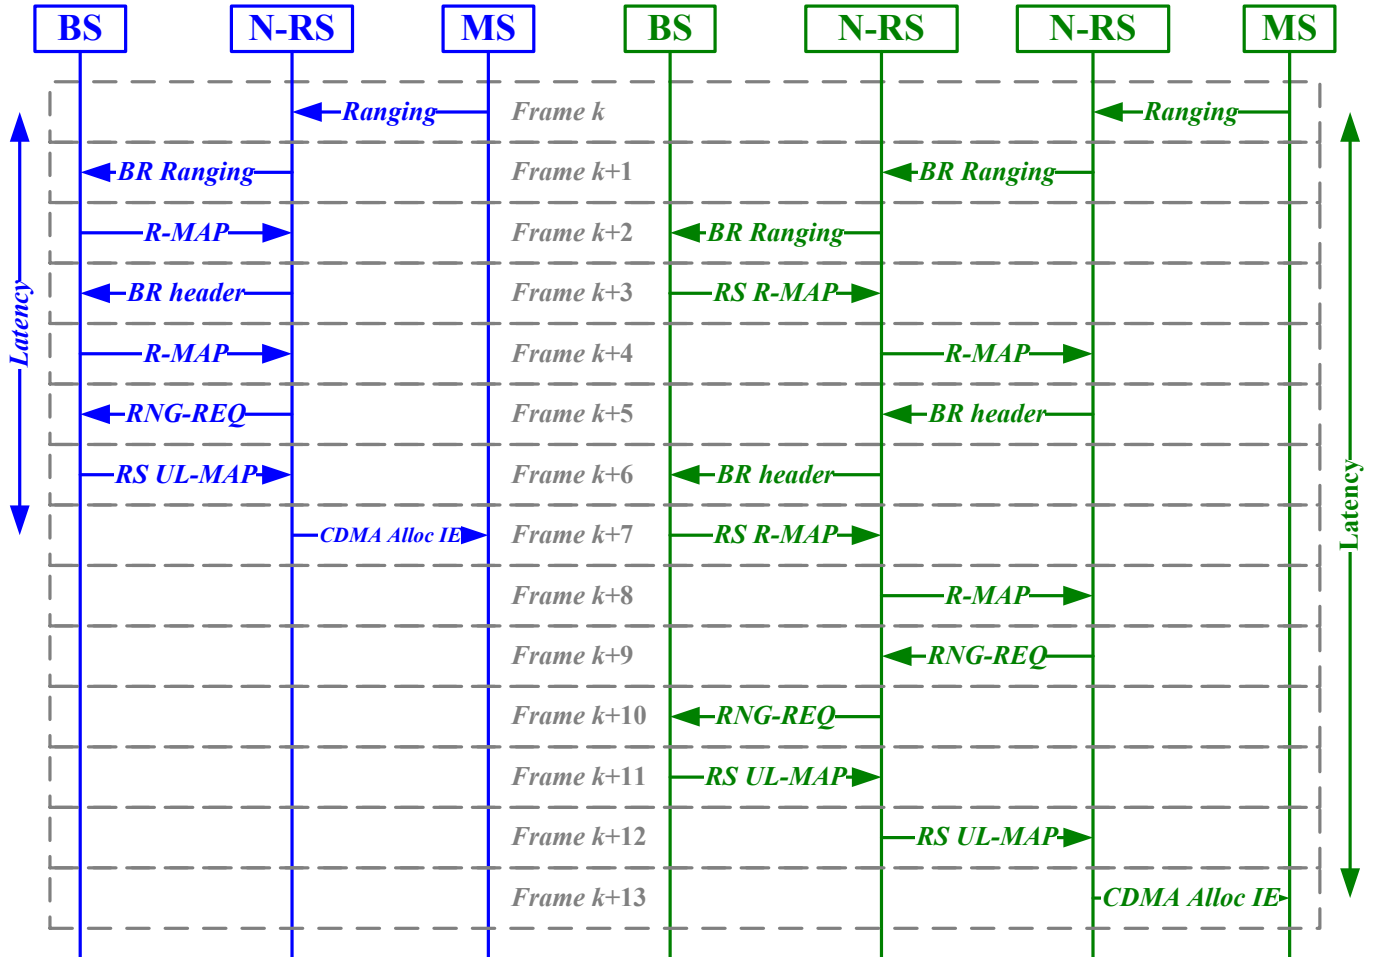 BS N-RS MS BS N-RS N-RS MS
Ranging Frame k Ranging
BR Ranging Frame k+1 BR Ranging
R-MAP Frame k+2 BR Ranging
BR header Frame k+3 RS R-MAP
Latency
R-MAP Frame k+4 R-MAP
RNG-REQ Frame k+5 BR header
RS UL-MAP Frame k+6 BR header
Latency
CDMA Alloc IE Frame k+7 RS R-MAP
Frame k+8 R-MAP
Frame k+9 RNG-REQ
Frame k+10 RNG-REQ
Frame k+11 RS UL-MAP
Frame k+12 RS UL-MAP
Frame k+13 CDMA Alloc IE